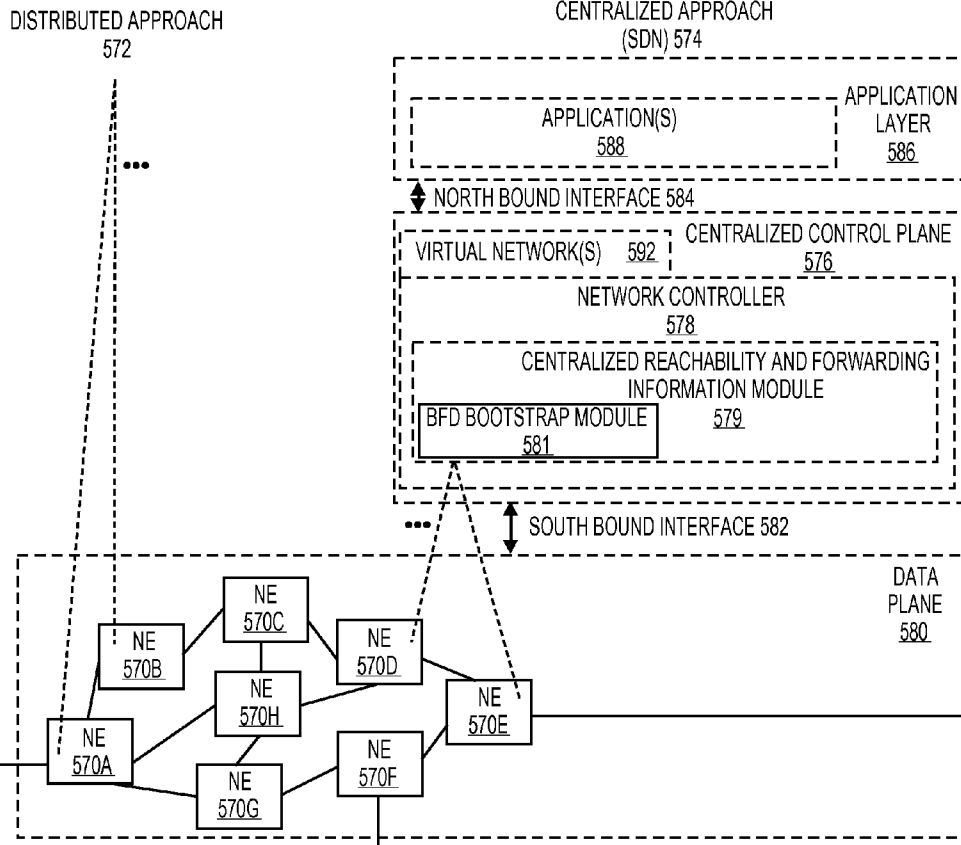 DISTRIBUTED APPROACH
572
•••
CENTRALIZED APPROACH
(SDN) 574
APPLICATION(S)
588
APPLICATION
LAYER
586
NORTH BOUND INTERFACE 584
VIRTUAL NETWORK(S) 592
CENTRALIZED CONTROL PLANE
576
NETWORK CONTROLLER
578
CENTRALIZED REACHABILITY AND FORWARDING
INFORMATION MODULE
579
BFD BOOTSTRAP MODULE
581
•••
SOUTH BOUND INTERFACE 582
DATA
PLANE
580
NE
570C
NE
570B
NE
570D
NE
570H
NE
570E
NE
570A
NE
570F
NE
570G